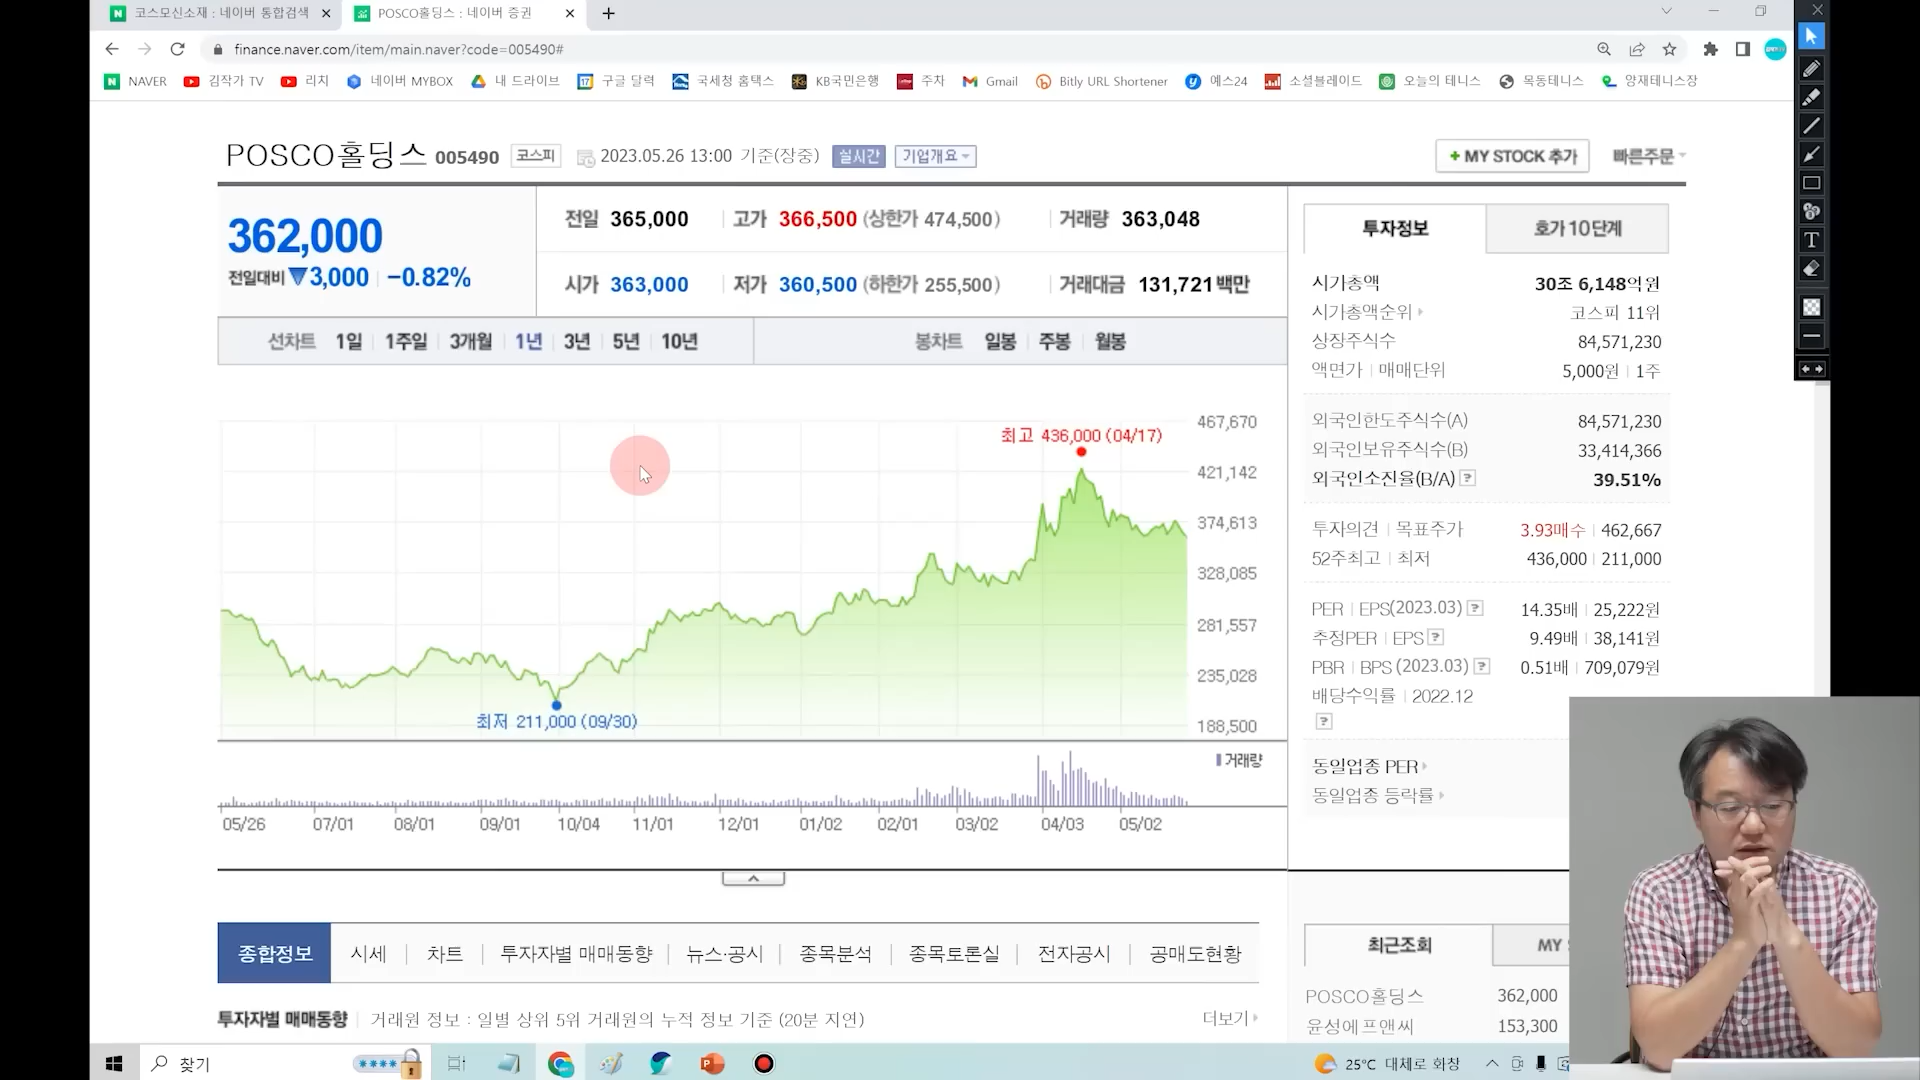 코스모신소재 : 네이버 통합검색
POSCO홀딩스 : 네이버 증권
finance.naver.com/item/main.naver?code=005490#
NAVER 김작가 TV 리치 네이버 MYBOX 내 드라이브 구글 달력 국세청 홈택스 KB국민은행 주차 Gmail Bitly URL Shortener 예스24 소셜블레이드 오늘의 테니스 목동테니스 양재테니스장
POSCO홀딩스 005490 코스피 2023.05.26 13:00 기준(장중) 실시간 기업개요
+ MY STOCK 추가 빠른주문
362,000
전일대비 ▼3,000 -0.82%
전일 365,000 고가 366,500 (상한가 474,500) 거래량 363,048
시가 363,000 저가 360,500 (하한가 255,500) 거래대금 131,721백만
선차트 1일 1주일 3개월 1년 3년 5년 10년 봉차트 일봉 주봉 월봉
467,670
최고 436,000 (04/17)
421,142
374,613
328,085
281,557
235,028
최저 211,000 (09/30)
188,500
거래량
05/26 07/01 08/01 09/01 10/04 11/01 12/01 01/02 02/01 03/02 04/03 05/02
투자정보 호가 10단계
시가총액 30조 6,148억원
시가총액순위 코스피 11위
상장주식수 84,571,230
액면가 | 매매단위 5,000원 | 1주
외국인한도주식수(A) 84,571,230
외국인보유주식수(B) 33,414,366
외국인소진율(B/A) ? 39.51%
투자의견 | 목표주가 3.93매수 | 462,667
52주최고 | 최저 436,000 | 211,000
PER | EPS(2023.03) ? 14.35배 | 25,222원
추정PER | EPS ? 9.49배 | 38,141원
PBR | BPS (2023.03) ? 0.51배 | 709,079원
배당수익률 | 2022.12
?
동일업종 PER
동일업종 등락률
종합정보 시세 차트 투자자별 매매동향 뉴스·공시 종목분석 종목토론실 전자공시 공매도현황
투자자별 매매동향 거래원 정보 : 일별 상위 5위 거래원의 누적 정보 기준 (20분 지연) 더보기
최근조회 MY
POSCO홀딩스 362,000
윤성에프앤씨 153,300
찾기
25°C 대체로 화창
T